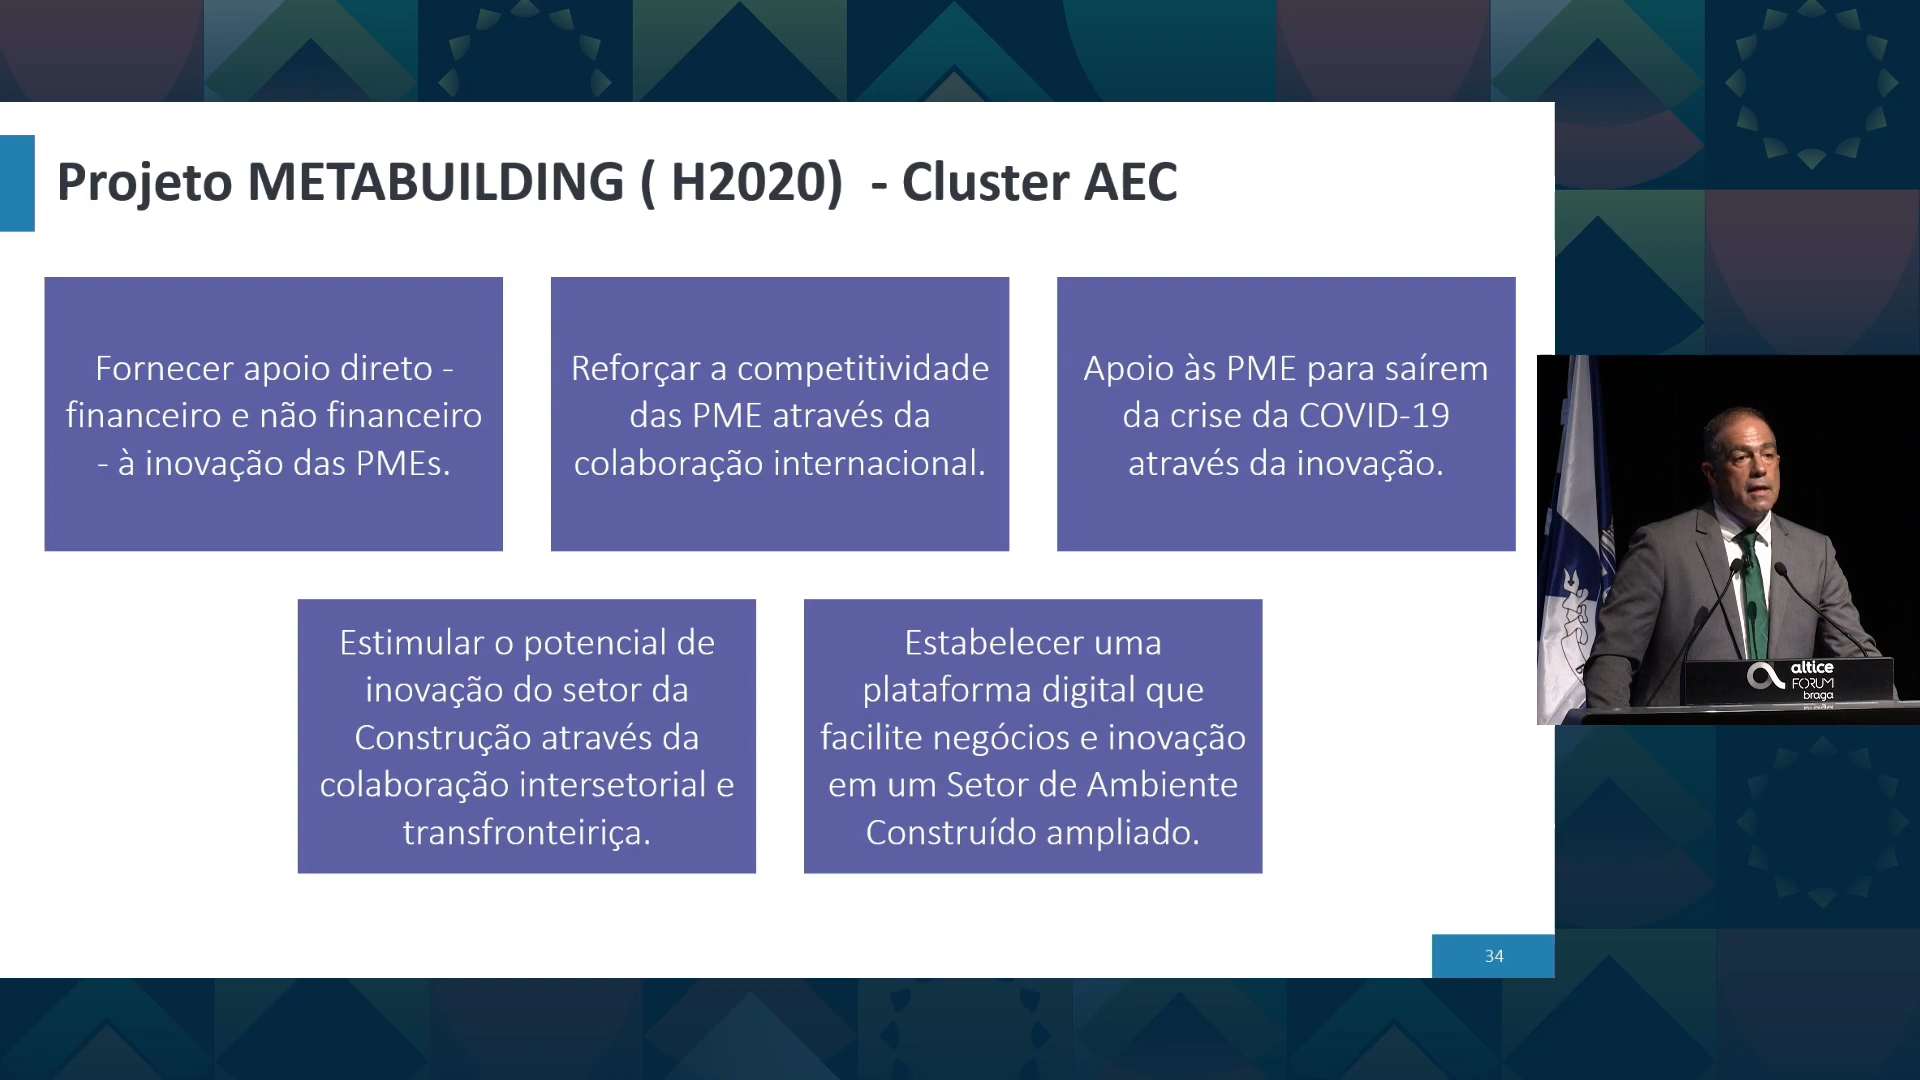 Projeto METABUILDING ( H2020)  - Cluster AEC
Fornecer apoio direto -
financeiro e não financeiro
- à inovação das PMEs.
Reforçar a competitividade
das PME através da
colaboração internacional.
Apoio às PME para saírem
da crise da COVID-19
através da inovação.
Estimular o potencial de
inovação do setor da
Construção através da
colaboração intersetorial e
transfronteiriça.
Estabelecer uma
plataforma digital que
facilite negócios e inovação
em um Setor de Ambiente
Construído ampliado.
34
altice
FORUM
braga